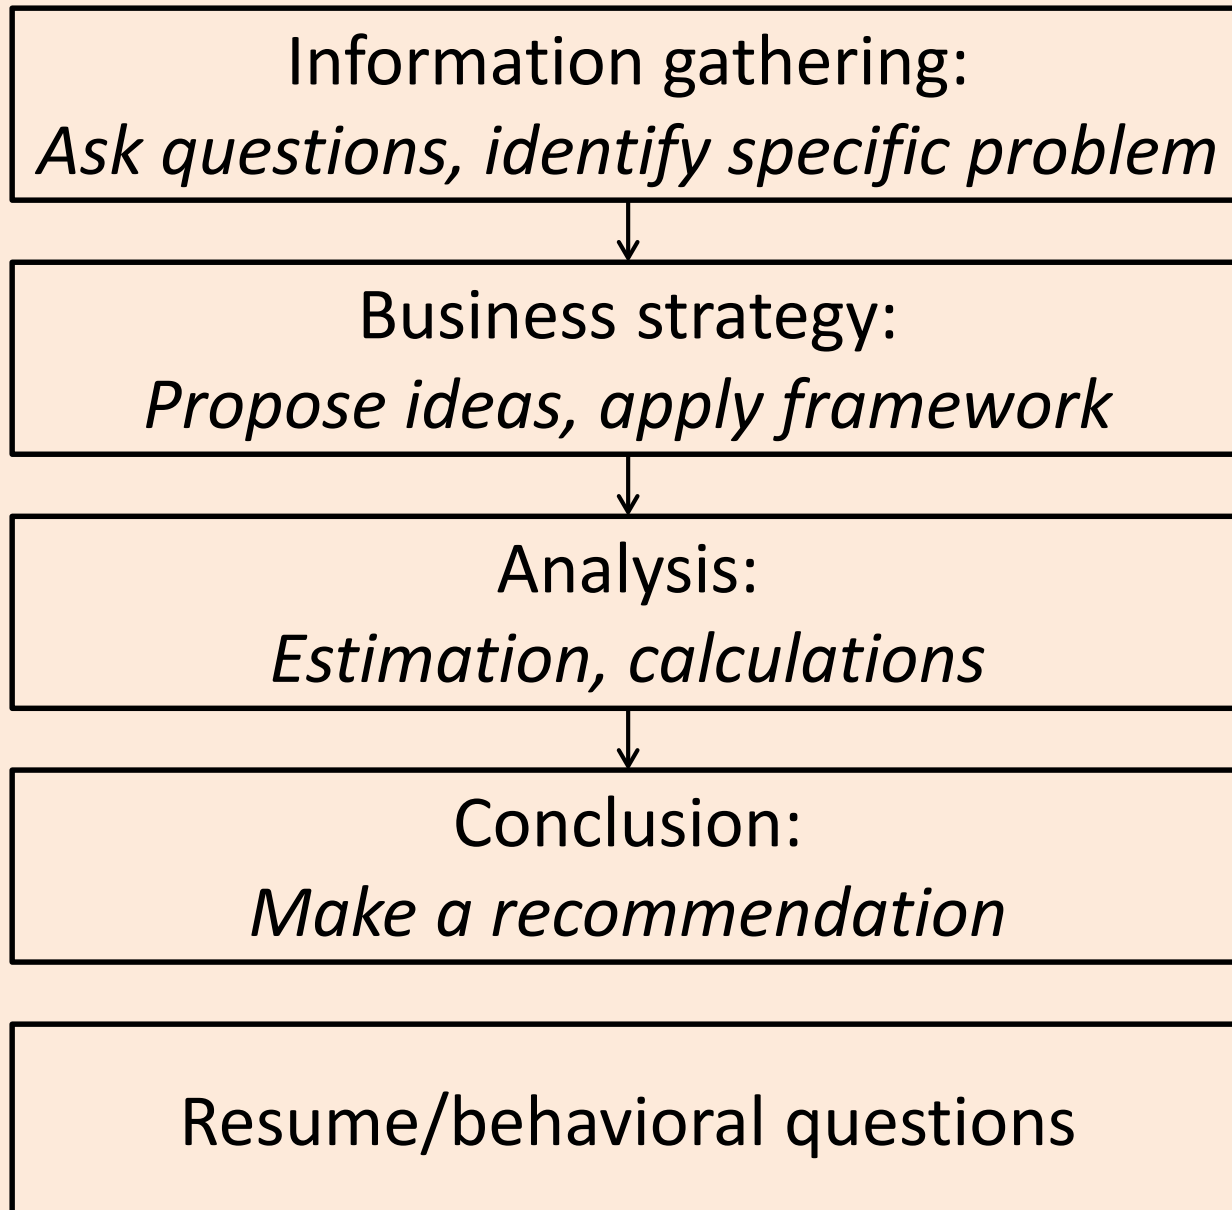 Information gathering:
Ask questions, identify specific problem
Business strategy:
Propose ideas, apply framework
Analysis:
Estimation, calculations
Conclusion:
Make a recommendation
Resume/behavioral questions